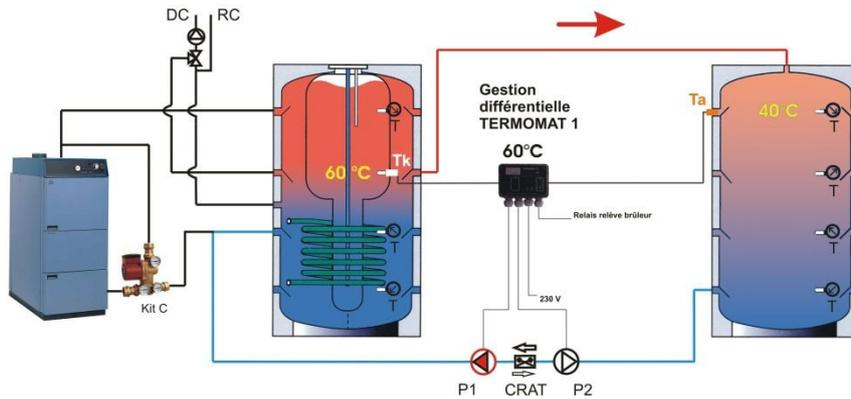 DC RC
Gestion
différentielle
TERMOMAT 1
60°C
Ta
40°C
T
60°C
Tk
T
T
T
T
T
T
Relais relève brûleur
230 V
Kit C
P1
CRAT
P2